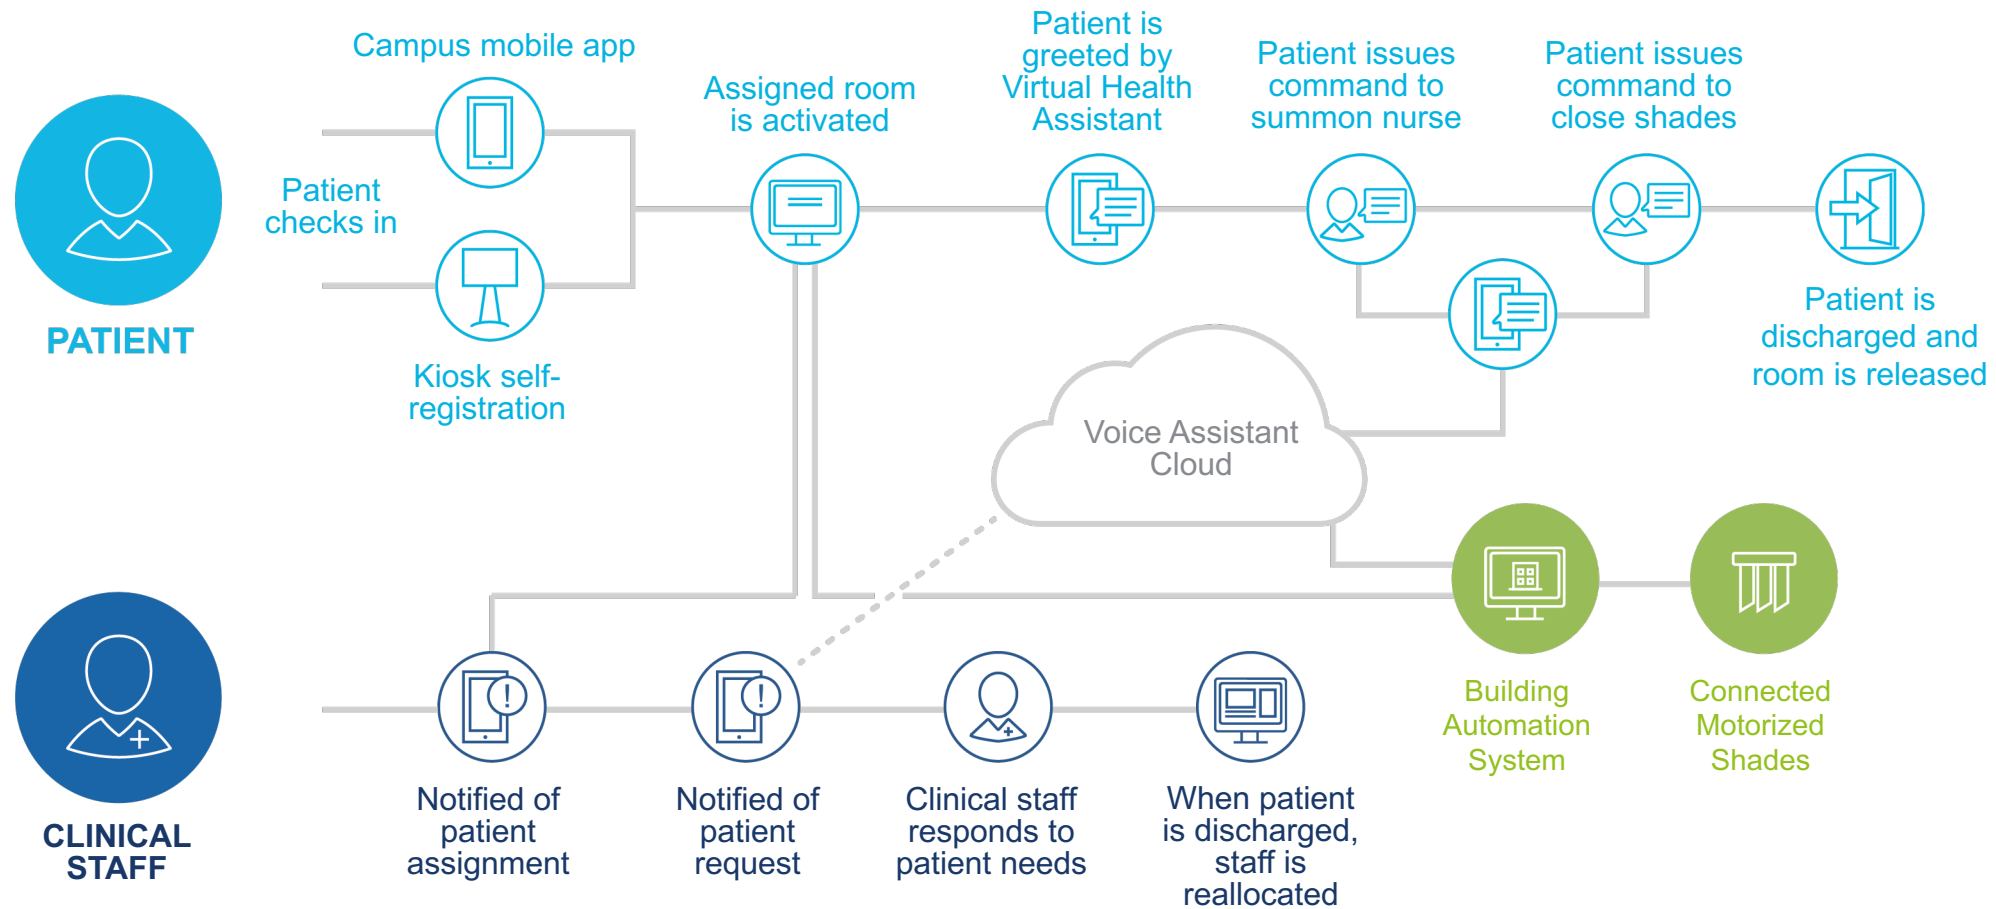 Campus mobile app
Assigned room
is activated
Patient is
greeted by
Virtual Health
Assistant
Patient issues
command to
summon nurse
Patient issues
command to
close shades
Patient
checks in
PATIENT
Kiosk self-
registration
Patient is
discharged and
room is released
Voice Assistant
Cloud
Building
Automation
System
Connected
Motorized
Shades
CLINICAL
STAFF
Notified of
patient
assignment
Notified of
patient
request
Clinical staff
responds to
patient needs
When patient
is discharged,
staff is
reallocated